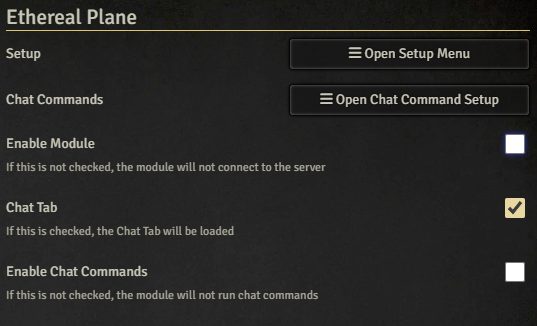 Ethereal Plane
Setup
Open Setup Menu
Chat Commands
Open Chat Command Setup
Enable Module
If this is not checked, the module will not connect to the server
Chat Tab
If this is checked, the Chat Tab will be loaded
Enable Chat Commands
If this is not checked, the module will not run chat commands